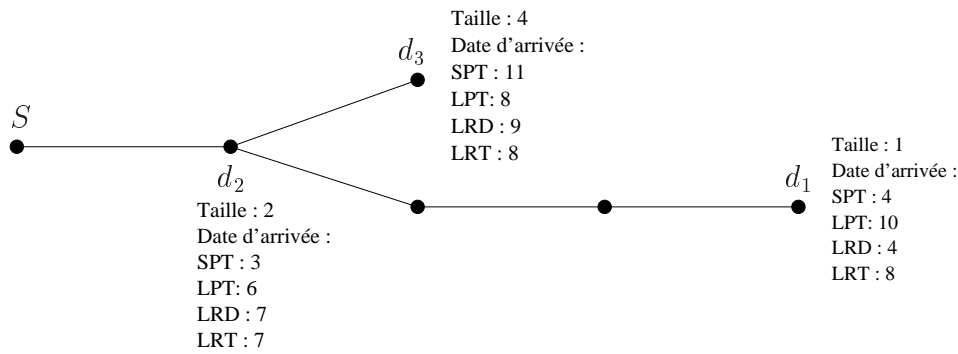 Taille : 4
Date d'arrivée :
SPT : 11
LPT: 8
LRD : 9
LRT : 8
d3
S
d2
Taille : 2
Date d'arrivée :
SPT : 3
LPT: 6
LRD : 7
LRT : 7
d1
Taille : 1
Date d'arrivée :
SPT : 4
LPT: 10
LRD : 4
LRT : 8